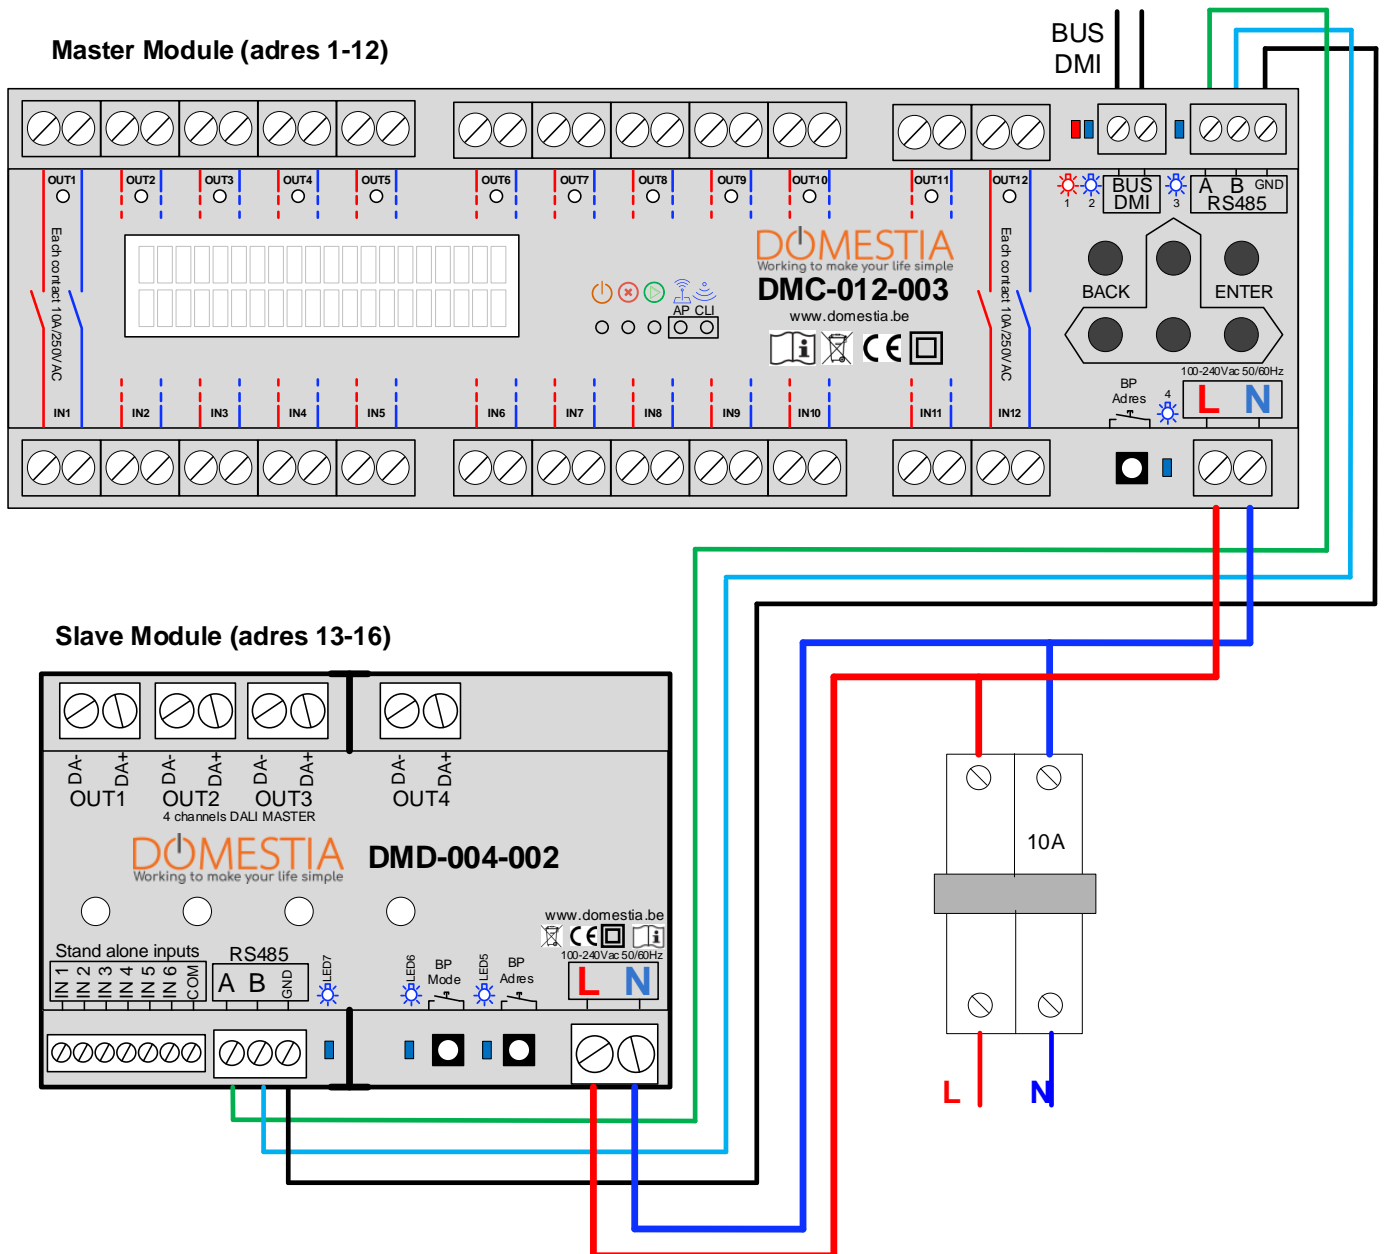 BUS
DMI
Master Module (adres 1-12)
OUT1 OUT2 OUT3 OUT4 OUT5 OUT6 OUT7 OUT8 OUT9 OUT10 OUT11 OUT12
1 2 BUS DMI 3 A B GND
RS485
Each contact 10A/250V AC
DOMESTIA
Working to make your life simple
DMC-012-003
www.domestia.be
AP CLI
CE
Each contact 10A/250V AC
BACK ENTER
100-240Vac 50/60Hz
BP
Adres
4
L N
IN1 IN2 IN3 IN4 IN5 IN6 IN7 IN8 IN9 IN10 IN11 IN12
Slave Module (adres 13-16)
DA- DA+ DA- DA+ DA- DA+ DA- DA+
OUT1 OUT2 OUT3 OUT4
4 channels DALI MASTER
DOMESTIA
Working to make your life simple
DMD-004-002
www.domestia.be
CE
100-240Vac 50/60Hz
Stand alone inputs
IN 1 IN 2 IN 3 IN 4 IN 5 IN 6 COM
RS485
A B GND
LED7
LED6
BP
Mode
LED5
BP
Adres
L N
10A
L N